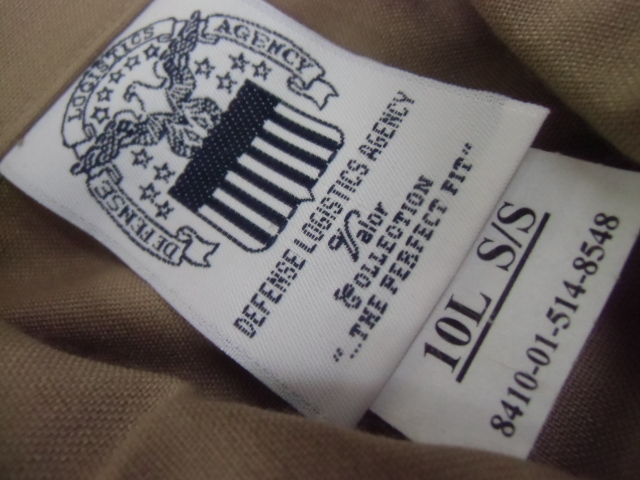 DEFENSE LOGISTICS AGENCY
DEFENSE LOGISTICS AGENCY
Valor
COLLECTION
"...THE PERFECT FIT"
10L S/S
8410-01-514-8548